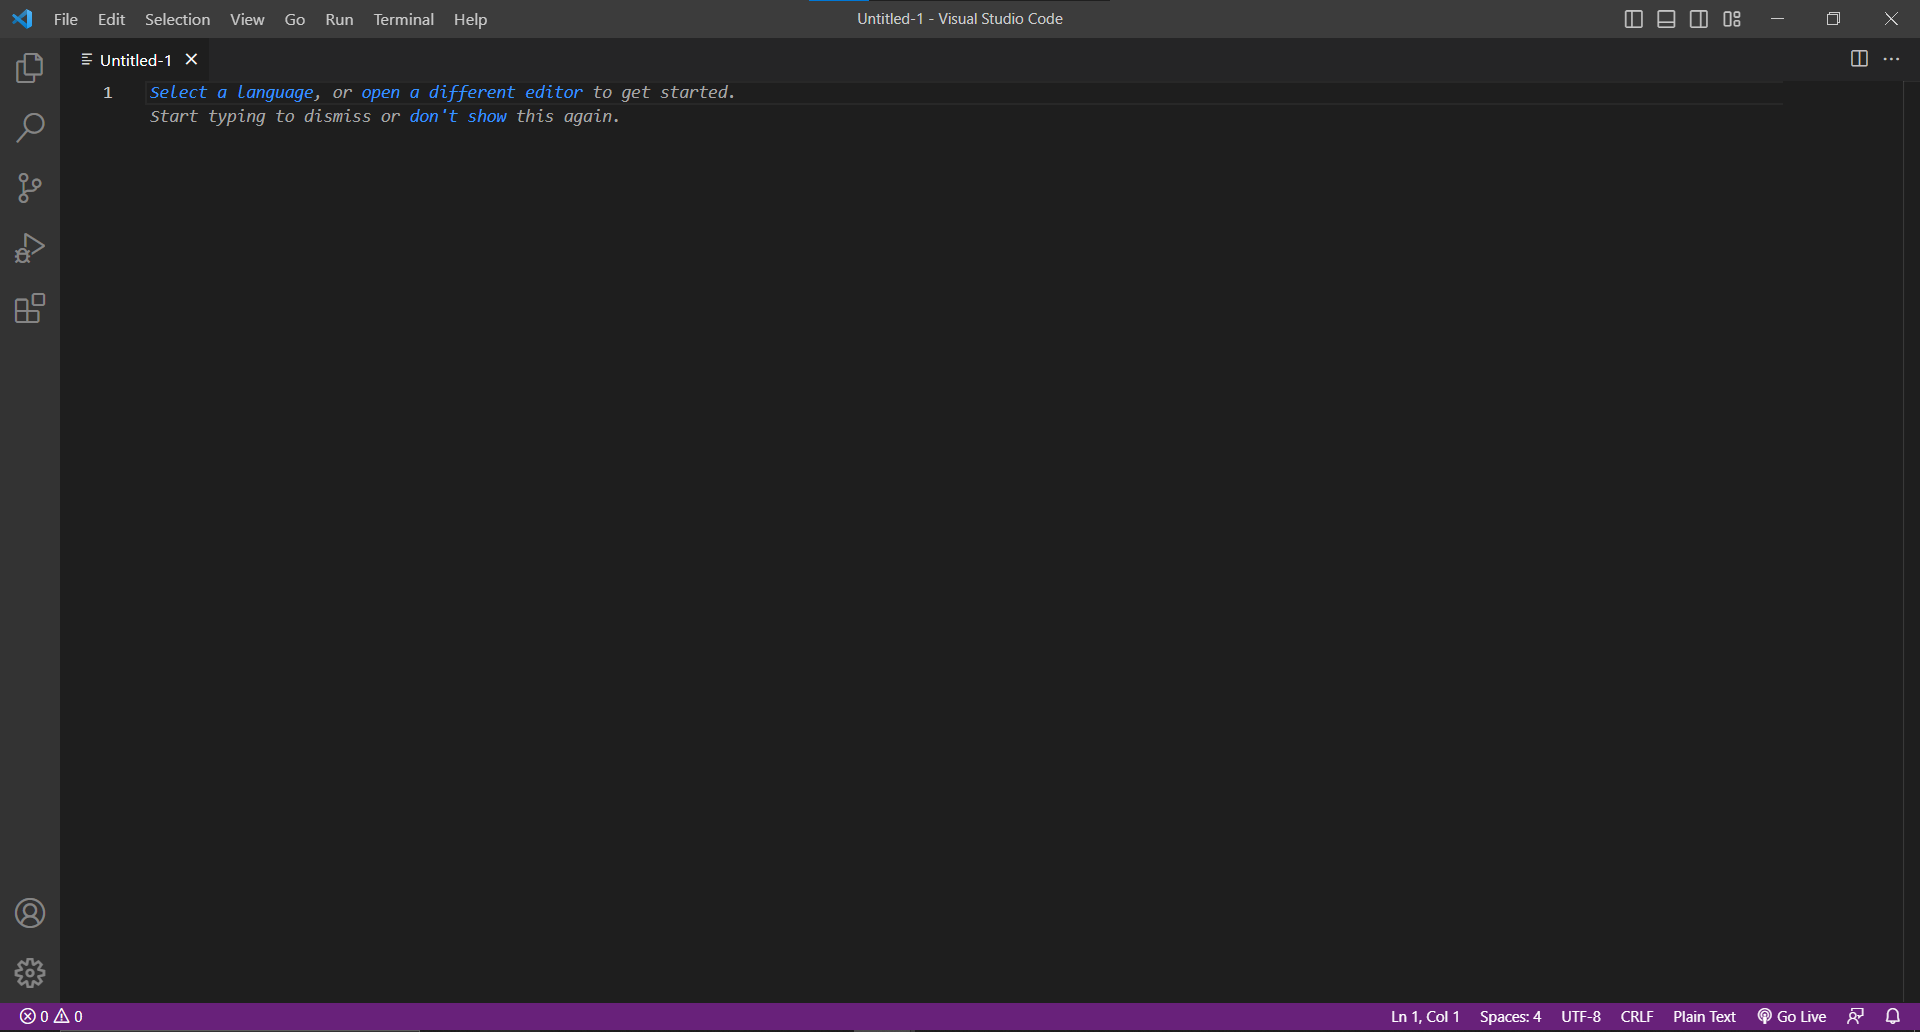 File Edit Selection View Go Run Terminal Help
Untitled-1 - Visual Studio Code
Untitled-1
1 Select a language, or open a different editor to get started.
Start typing to dismiss or don't show this again.
0 0
Ln 1, Col 1 Spaces: 4 UTF-8 CRLF Plain Text Go Live